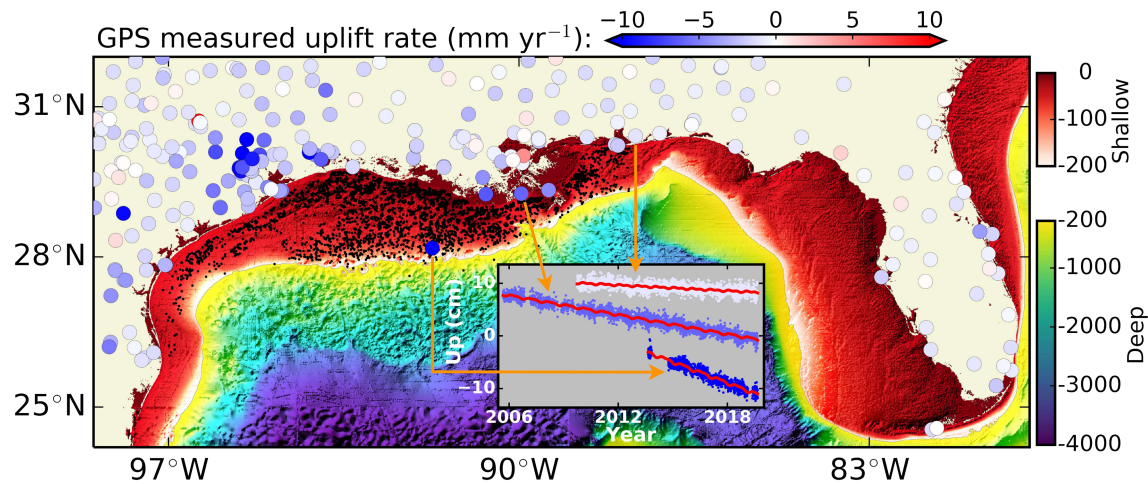 −10 −5 0 5 10
GPS measured uplift rate (mm yr⁻¹):
31°N
28°N
25°N
97°W 90°W 83°W
0
-100
-200
Shallow
-200
-1000
-2000
-3000
-4000
Deep
10
0
−10
Up (cm)
2006 2012 2018
Year